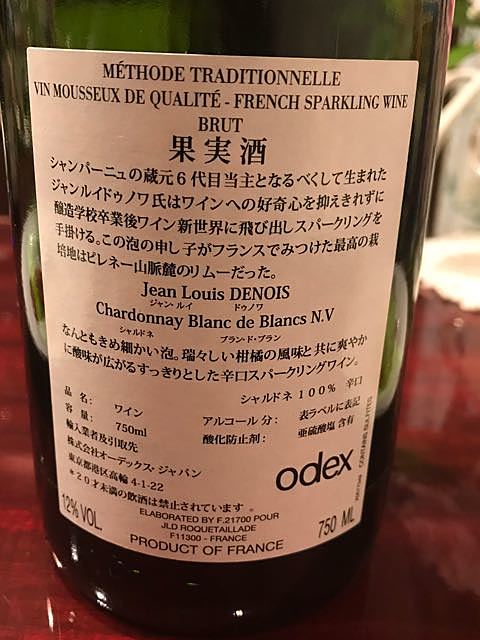 MÉTHODE TRADITIONNELLE
VIN MOUSSEUX DE QUALITÉ - FRENCH SPARKLING WINE
BRUT
果実酒
シャンパーニュの蔵元6代目当主となるべくして生まれた
ジャンルイドゥノワ氏はワインへの好奇心を抑えきれずに
醸造学校卒業後ワイン新世界に飛び出しスパークリングを
手掛ける。この泡の申し子がフランスでみつけた最高の栽
培地はピレネー山脈麓のリムーだった。
Jean Louis DENOIS
ジャン・ルイ ドゥノワ
Chardonnay Blanc de Blancs N.V
シャルドネ ブラン・ド・ブラン
なんともきめ細かい泡。瑞々しい柑橘の風味と共に爽やか
に酸味が広がるすっきりとした辛口スパークリングワイン。
シャルドネ 100% 辛口
品名: ワイン アルコール分: 表ラベルに表記
容量: 750ml 酸化防止剤: 亜硫酸塩 含有
輸入業者及引取先
株式会社オーデックス・ジャパン
東京都港区高輪 4-1-22
*20才未満の飲酒は禁止されています。
odex
CONTAINS SULFITES
12% VOL.
ELABORATED BY F.21700 POUR
JLD ROQUETAILLADE
F11300 - FRANCE
PRODUCT OF FRANCE
750 ML